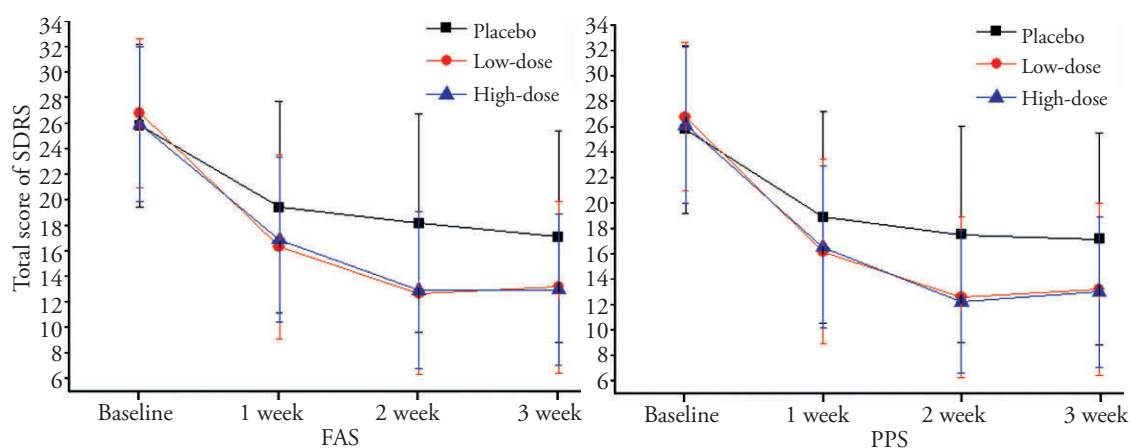 Total score of SDRS
34
32
30
28
26
24
22
20
18
16
14
12
10
8
6
Placebo
Low-dose
High-dose
Baseline 1 week 2 week 3 week
FAS
34
32
30
28
26
24
22
20
18
16
14
12
10
8
6
Placebo
Low-dose
High-dose
Baseline 1 week 2 week 3 week
PPS